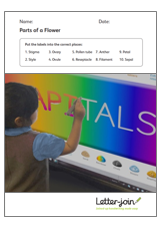 Name: Date:
Parts of a Flower
Put the labels into the correct places:
1. Stigma 3. Ovary 5. Pollen tube 7. Anther 9. Petal
2. Style 4. Ovule 6. Receptacle 8. Filament 10. Sepal
APITALS
Letter-join